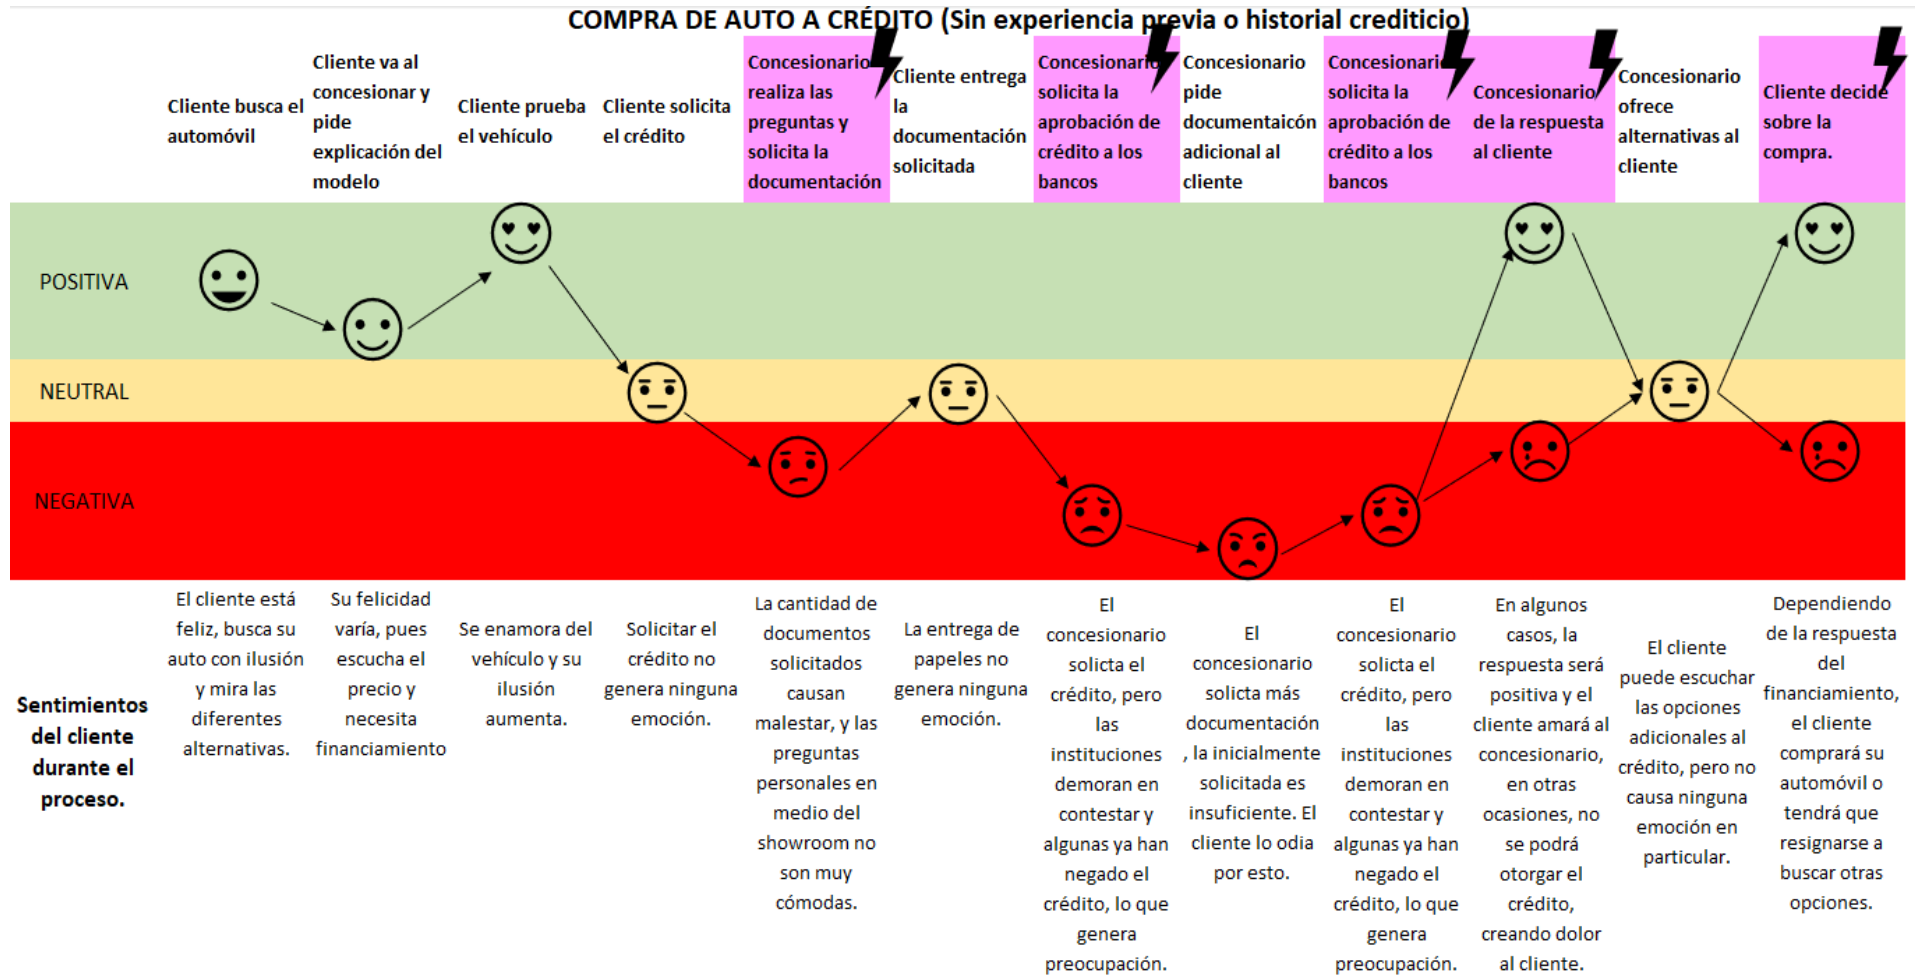 COMPRA DE AUTO A CRÉDITO (Sin experiencia previa o historial crediticio)
Cliente busca el
automóvil
Cliente va al
concesionar y
pide
explicación del
modelo
Cliente prueba
el vehículo
Cliente solicita
el crédito
Concesionario
realiza las
preguntas y
solicita la
documentación
Cliente entrega
la
documentación
solicitada
Concesionario
solicita la
aprobación de
crédito a los
bancos
Concesionario
pide
documentaicón
adicional al
cliente
Concesionario
solicita la
aprobación de
crédito a los
bancos
Concesionario
de la respuesta
al cliente
Concesionario
ofrece
alternativas al
cliente
Cliente decide
sobre la
compra.
POSITIVA
NEUTRAL
NEGATIVA
Sentimientos
del cliente
durante el
proceso.
El cliente está
feliz, busca su
auto con ilusión
y mira las
diferentes
alternativas.
Su felicidad
varía, pues
escucha el
precio y
necesita
financiamiento
Se enamora del
vehículo y su
ilusión
aumenta.
Solicitar el
crédito no
genera ninguna
emoción.
La cantidad de
documentos
solicitados
causan
malestar, y las
preguntas
personales en
medio del
showroom no
son muy
cómodas.
La entrega de
papeles no
genera ninguna
emoción.
El
concesionario
solicta el
crédito, pero
las
instituciones
demoran en
contestar y
algunas ya han
negado el
crédito, lo que
genera
preocupación.
El
concesionario
solicta más
documentación
, la inicialmente
solicitada es
insuficiente. El
cliente lo odia
por esto.
El
concesionario
solicta el
crédito, pero
las
instituciones
demoran en
contestar y
algunas ya han
negado el
crédito, lo que
genera
preocupación.
En algunos
casos, la
respuesta será
positiva y el
cliente amará al
concesionario,
en otras
ocasiones, no
se podrá
otorgar el
crédito,
creando dolor
al cliente.
El cliente
puede escuchar
las opciones
adicionales al
crédito, pero no
causa ninguna
emoción en
particular.
Dependiendo
de la respuesta
del
financiamiento,
el cliente
comprará su
automóvil o
tendrá que
resignarse a
buscar otras
opciones.